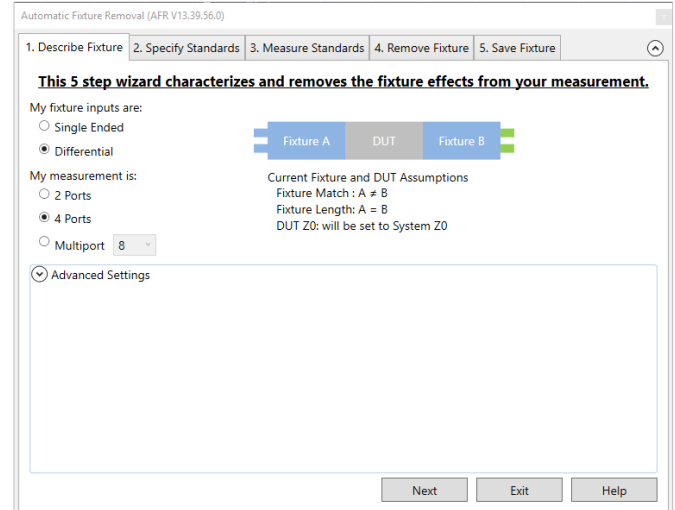 Automatic Fixture Removal (AFR V13.39.56.0)
1. Describe Fixture
2. Specify Standards
3. Measure Standards
4. Remove Fixture
5. Save Fixture
This 5 step wizard characterizes and removes the fixture effects from your measurement.
My fixture inputs are:
Single Ended
Differential
My measurement is:
2 Ports
4 Ports
Multiport 8
Fixture A
DUT
Fixture B
Current Fixture and DUT Assumptions
Fixture Match : A ≠ B
Fixture Length: A = B
DUT Z0: will be set to System Z0
Advanced Settings
Next
Exit
Help